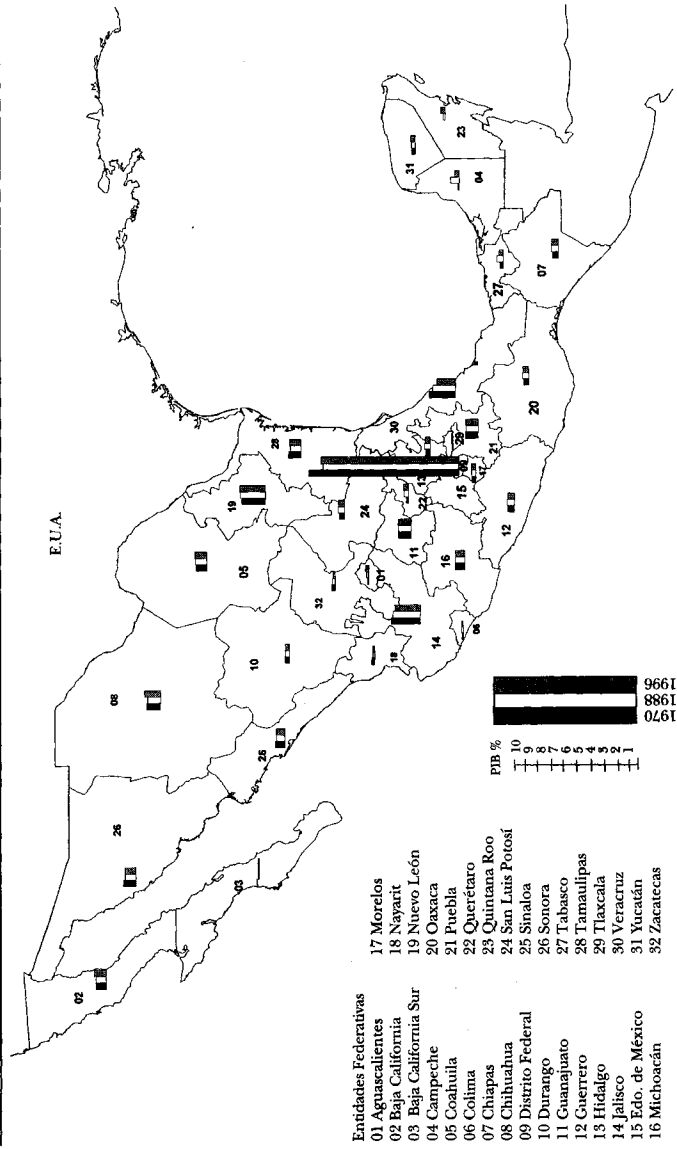 E.U.A.
02
03
26
08
25
10
05
19
28
32
24
01
18
14
06
11
22
16
13
15
09
17
29
30
21
12
20
27
07
04
31
23
Entidades Federativas
01 Aguascalientes
02 Baja California
03 Baja California Sur
04 Campeche
05 Coahuila
06 Colima
07 Chiapas
08 Chihuahua
09 Distrito Federal
10 Durango
11 Guanajuato
12 Guerrero
13 Hidalgo
14 Jalisco
15 Edo. de México
16 Michoacán
17 Morelos
18 Nayarit
19 Nuevo León
20 Oaxaca
21 Puebla
22 Querétaro
23 Quintana Roo
24 San Luis Potosí
25 Sinaloa
26 Sonora
27 Tabasco
28 Tamaulipas
29 Tlaxcala
30 Veracruz
31 Yucatán
32 Zacatecas
PIB %
10
9
8
7
6
5
4
3
2
1
1970
1988
1996